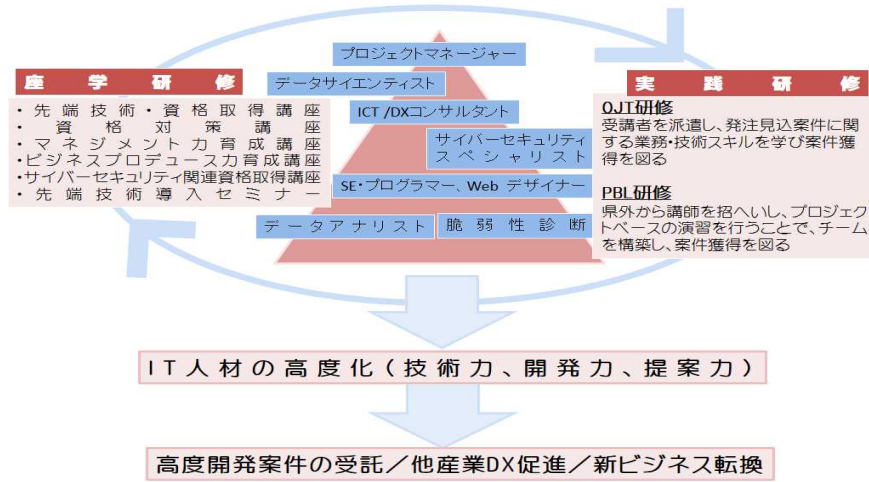 プロジェクトマネージャー
データサイエンティスト
ICT /DXコンサルタント
サイバーセキュリティ
スペシャリスト
SE・プログラマー、Web デザイナー
データアナリスト
脆弱性診断
座学研修
・先端技術・資格取得講座
・資格対策講座
・マネジメント力育成講座
・ビジネスプロデュース力育成講座
・サイバーセキュリティ関連資格取得講座
・先端技術導入セミナー
実践研修
OJT研修
受講者を派遣し、発注見込案件に関
する業務・技術スキルを学び案件獲
得を図る
PBL研修
県外から講師を招へいし、プロジェク
トベースの演習を行うことで、チーム
を構築し、案件獲得を図る
IT人材の高度化(技術力、開発力、提案力)
高度開発案件の受託/他産業DX促進/新ビジネス転換